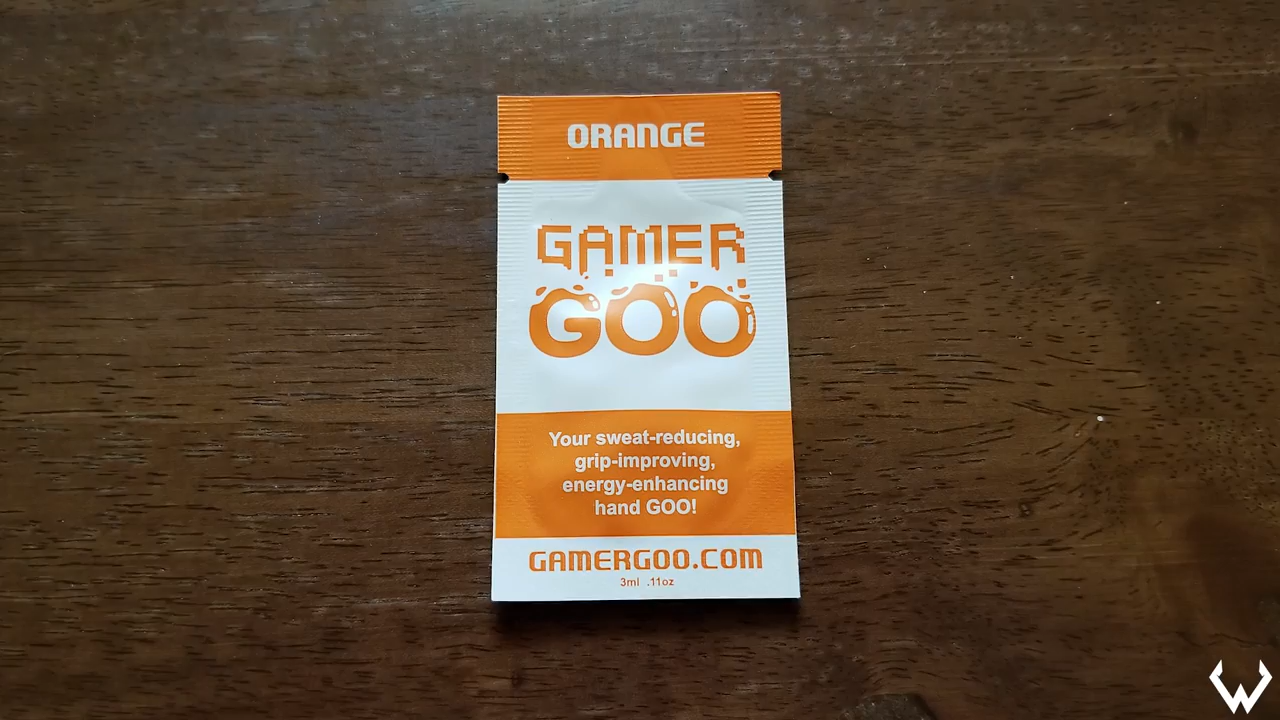 ORANGE
GAMER
GOO
Your sweat-reducing,
grip-improving,
energy-enhancing
hand GOO!
GAMERGOO.COM
3ml .11oz
W